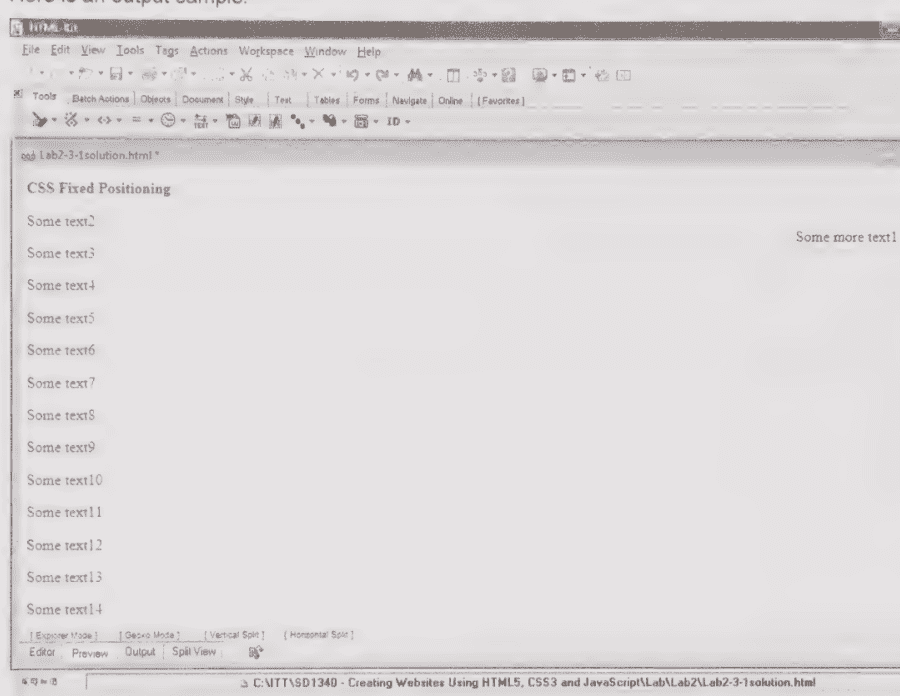 Here is an output sample.
HTML-Kit
File Edit View Tools Tags Actions Workspace Window Help
Tools Batch Actions Objects Document Style Text Tables Forms Navigate Online [Favorites]
TEXT ID
Lab2-3-1solution.html *
CSS Fixed Positioning
Some text2
Some more text1
Some text3
Some text4
Some text5
Some text6
Some text7
Some text8
Some text9
Some text10
Some text11
Some text12
Some text13
Some text14
[ Explorer Mode ] [ Gecko Mode ] [ Vertical Split ] [ Horizontal Split ]
Editor Preview Output Split View
C:\ITT\SD1340 - Creating Websites Using HTML5, CSS3 and JavaScript\Lab\Lab2\Lab2-3-1solution.html